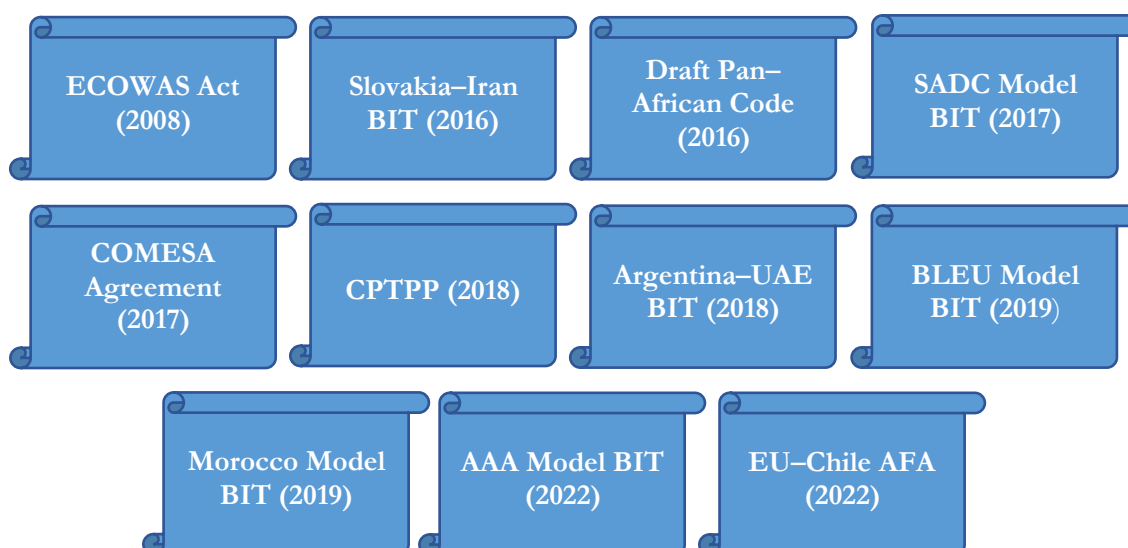 ECOWAS Act
(2008)
Slovakia–Iran
BIT (2016)
Draft Pan–
African Code
(2016)
SADC Model
BIT (2017)
COMESA
Agreement
(2017)
CPTPP (2018)
Argentina–UAE
BIT (2018)
BLEU Model
BIT (2019)
Morocco Model
BIT (2019)
AAA Model BIT
(2022)
EU–Chile AFA
(2022)